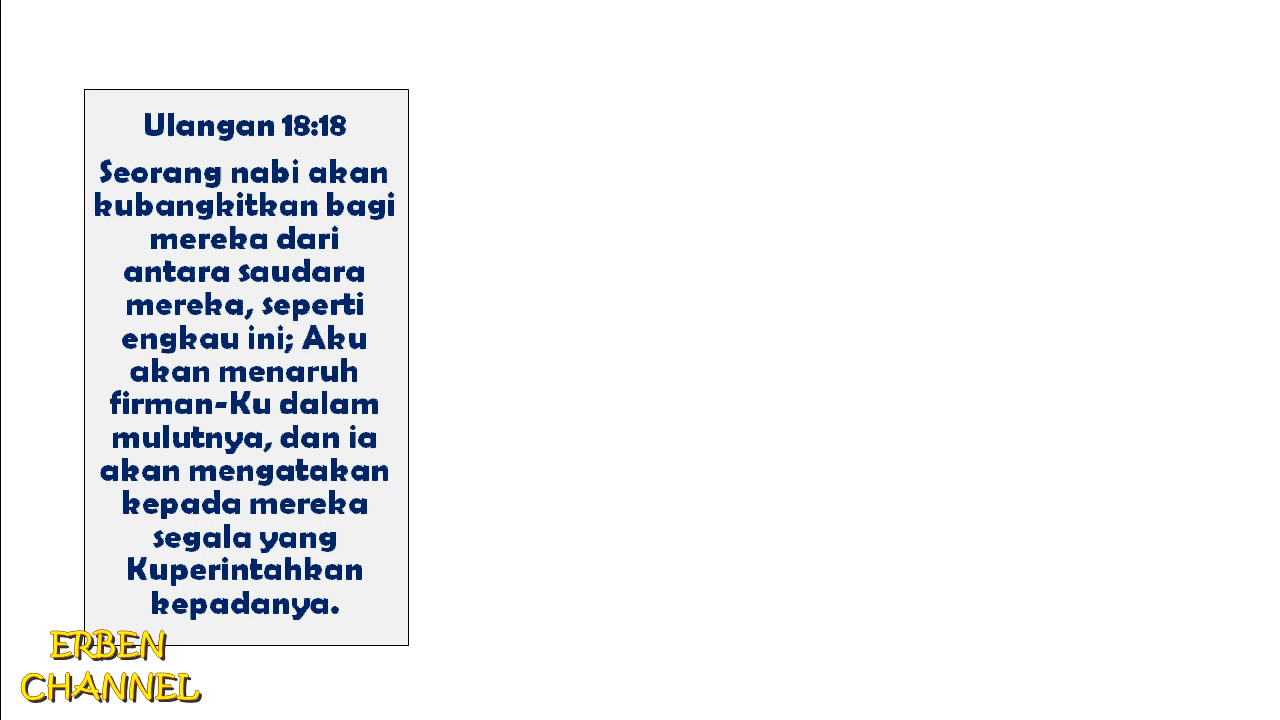 Ulangan 18:18
Seorang nabi akan
kubangkitkan bagi
mereka dari
antara saudara
mereka, seperti
engkau ini; Aku
akan menaruh
firman-Ku dalam
mulutnya, dan ia
akan mengatakan
kepada mereka
segala yang
Kuperintahkan
kepadanya.
ERBEN
CHANNEL